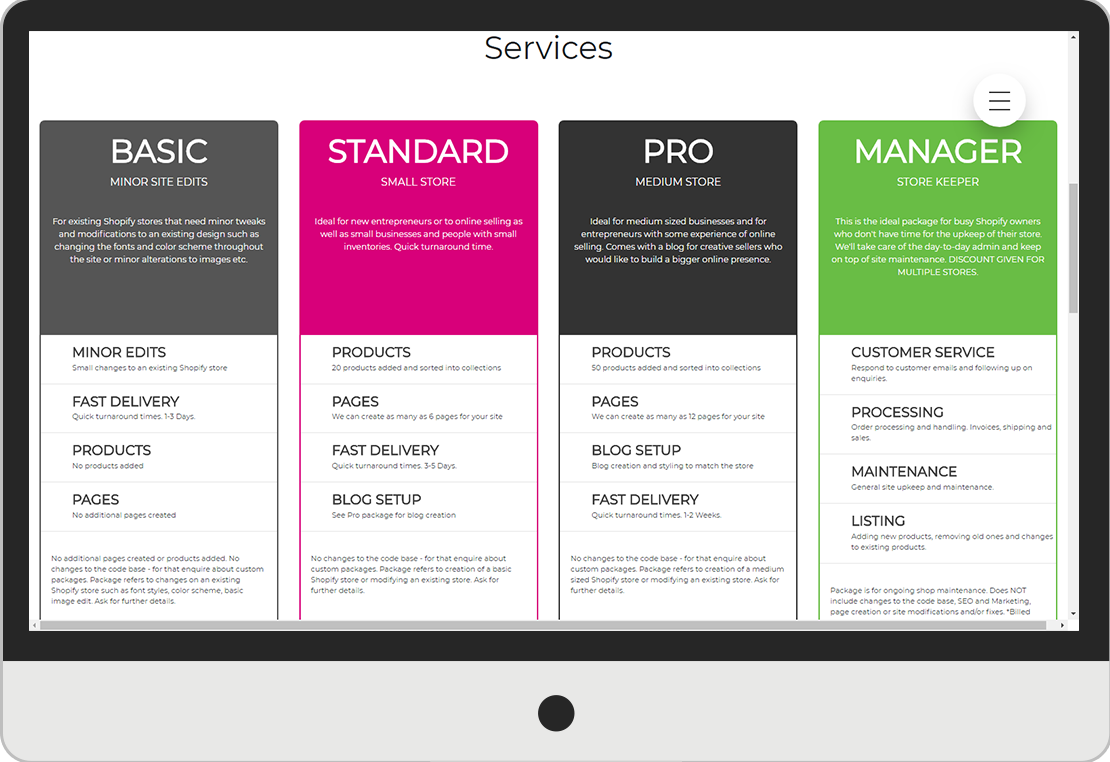 Services
BASIC
MINOR SITE EDITS
For existing Shopify stores that need minor tweaks
and modifications to an existing design such as
changing the fonts and color scheme throughout
the site or minor alterations to images etc.
MINOR EDITS
Small changes to an existing Shopify store
FAST DELIVERY
Quick turnaround times. 1-3 Days.
PRODUCTS
No products added
PAGES
No additional pages created
No additional pages created or products added. No
changes to the code base - for that enquire about custom
packages. Package refers to changes on an existing
Shopify store such as font styles, color scheme, basic
image edit. Ask for further details.
STANDARD
SMALL STORE
Ideal for new entrepreneurs or to online selling as
well as small businesses and people with small
inventories. Quick turnaround time.
PRODUCTS
20 products added and sorted into collections
PAGES
We can create as many as 6 pages for your site
FAST DELIVERY
Quick turnaround times. 3-5 Days.
BLOG SETUP
See Pro package for blog creation
No changes to the code base - for that enquire about
custom packages. Package refers to creation of a basic
Shopify store or modifying an existing store. Ask for
further details.
PRO
MEDIUM STORE
Ideal for medium sized businesses and for
entrepreneurs with some experience of online
selling. Comes with a blog for creative sellers who
would like to build a bigger online presence.
PRODUCTS
50 products added and sorted into collections
PAGES
We can create as many as 12 pages for your site
BLOG SETUP
Blog creation and styling to match the store
FAST DELIVERY
Quick turnaround times. 1-2 Weeks.
No changes to the code base - for that enquire about
custom packages. Package refers to creation of a medium
sized Shopify store or modifying an existing store. Ask for
further details.
MANAGER
STORE KEEPER
This is the ideal package for busy Shopify owners
who don't have time for the upkeep of their store.
We'll take care of the day-to-day admin and keep
on top of site maintenance. DISCOUNT GIVEN FOR
MULTIPLE STORES.
CUSTOMER SERVICE
Respond to customer emails and following up on
enquiries.
PROCESSING
Order processing and handling. Invoices, shipping and
sales.
MAINTENANCE
General site upkeep and maintenance.
LISTING
Adding new products, removing old ones and changes
to existing products.
Package is for ongoing shop maintenance. Does NOT
include changes to the code base, SEO and Marketing,
page creation or site modifications and/or fixes. *Billed